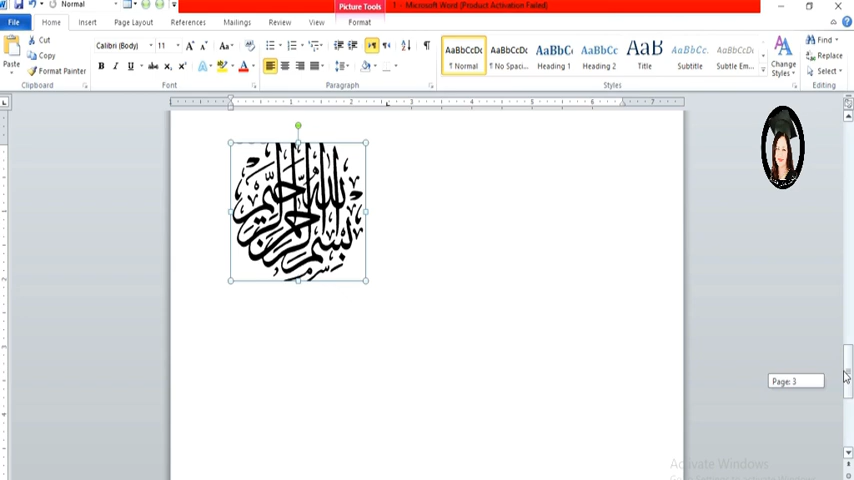 Normal
Picture Tools
1 - Microsoft Word (Product Activation Failed)
File
Home
Insert
Page Layout
References
Mailings
Review
View
Format
Cut
Copy
Format Painter
Paste
Clipboard
Calibri (Body)
11
Font
Paragraph
AaBbCcDc
¶ Normal
AaBbCcDc
¶ No Spaci...
AaBbC
Heading 1
AaBbCc
Heading 2
AaB
Title
AaBbCc.
Subtitle
AaBbCcDc
Subtle Em...
Change
Styles
Styles
Find
Replace
Select
Editing
بسم الله الرحمن الرحيم
Page: 3
Activate Windows